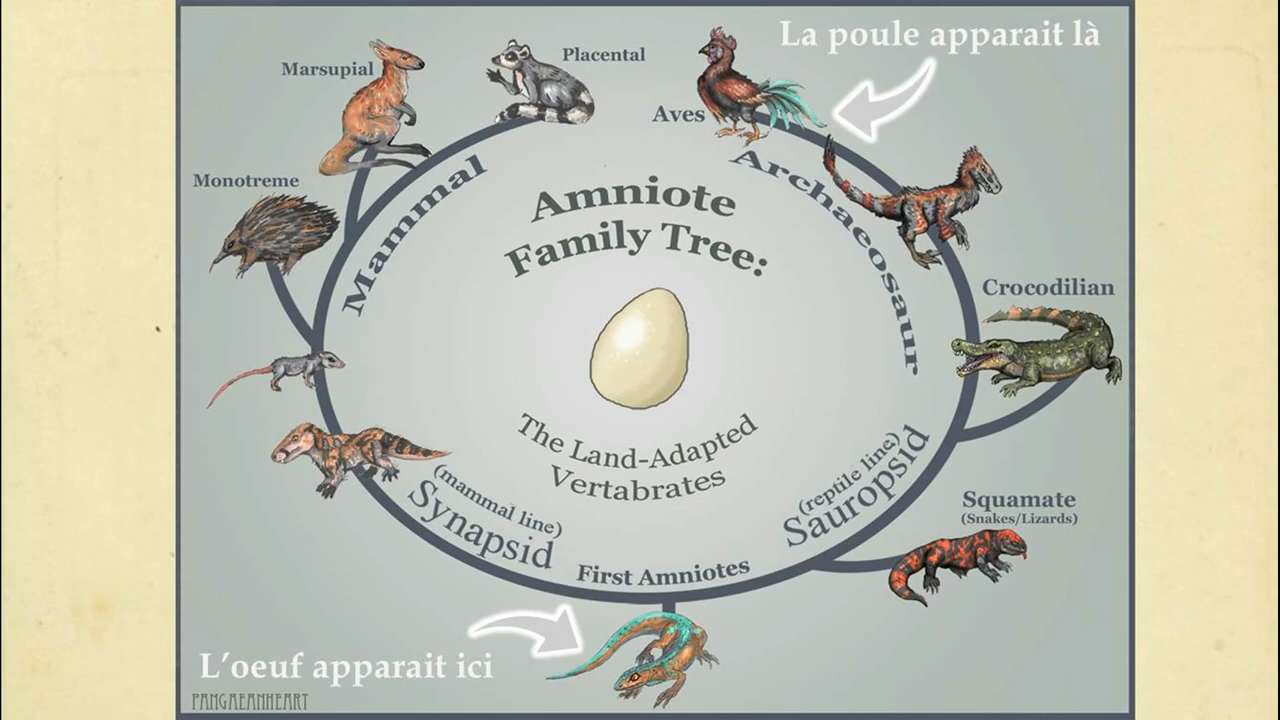 La poule apparait là
Placental
Marsupial
Aves
Monotreme
Mammal
Archaeosaur
Amniote
Family Tree:
Crocodilian
The Land-Adapted
Vertabrates
(mammal line)
Synapsid
(reptile line)
Sauropsid
Squamate
(Snakes/Lizards)
First Amniotes
L'oeuf apparait ici
PANGAEANHEART